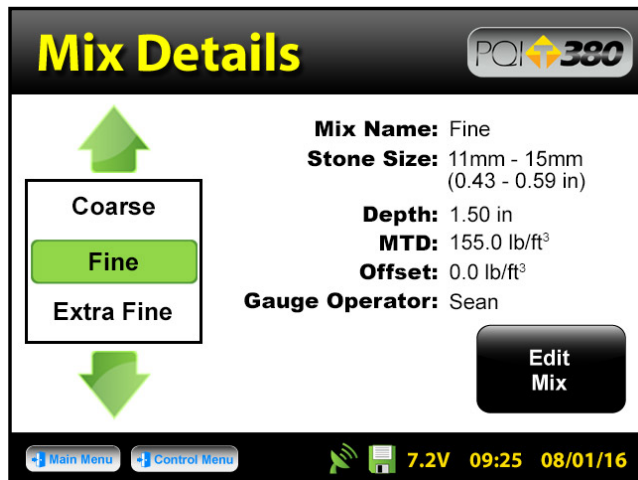 Mix Details
PQI T 380
Coarse
Fine
Extra Fine
Mix Name: Fine
Stone Size: 11mm - 15mm
(0.43 - 0.59 in)
Depth: 1.50 in
MTD: 155.0 lb/ft³
Offset: 0.0 lb/ft³
Gauge Operator: Sean
Edit
Mix
Main Menu
Control Menu
7.2V 09:25 08/01/16